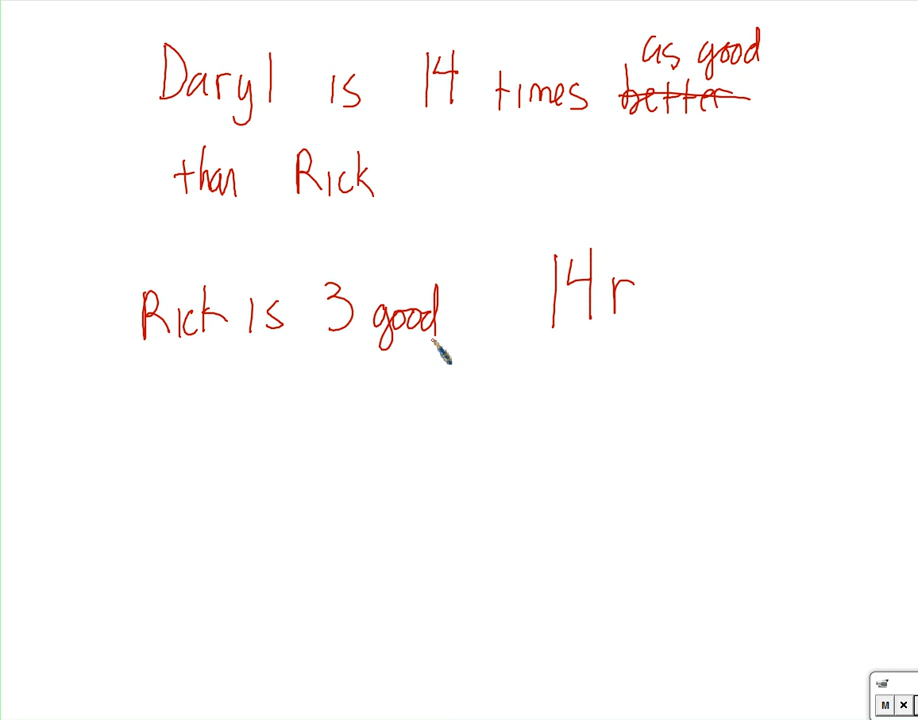 Daryl is 14 times better as good
than Rick
Rick is 3 good
14r
M